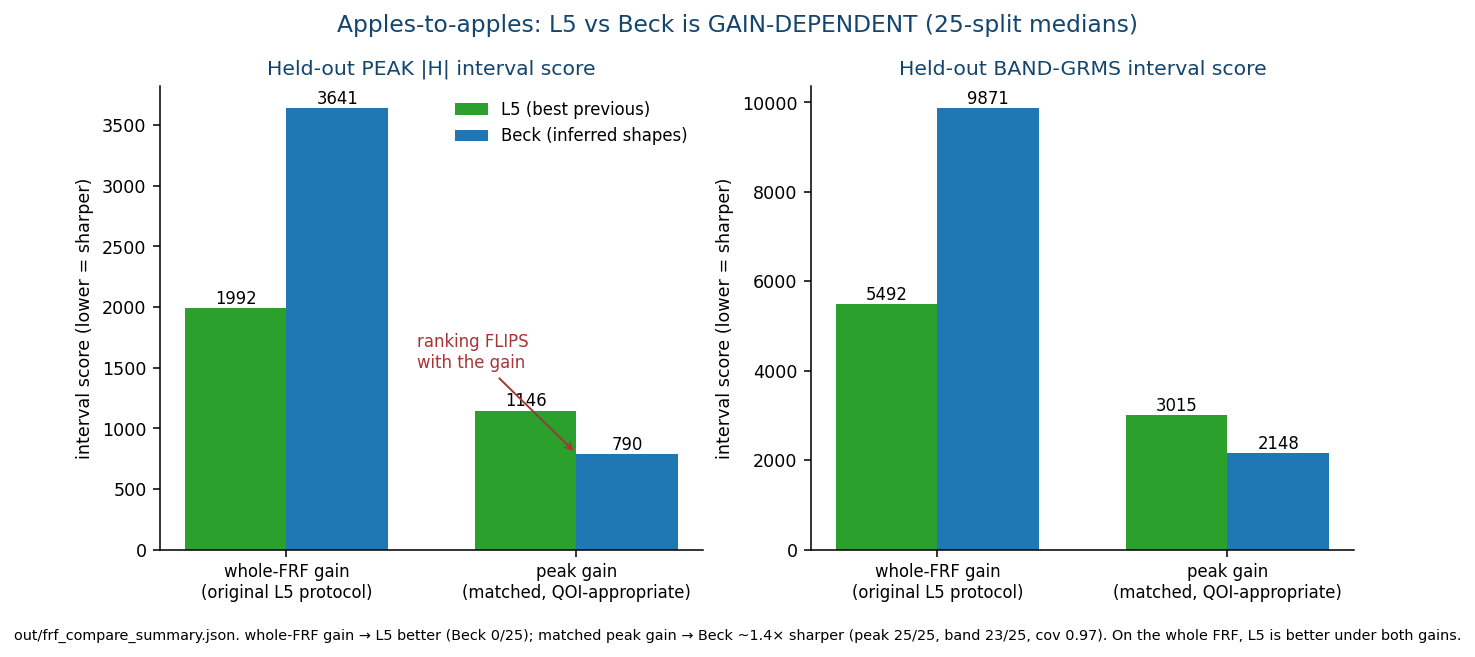 Apples-to-apples: L5 vs Beck is GAIN-DEPENDENT (25-split medians)
Held-out PEAK |H| interval score
interval score (lower = sharper)
3500
3000
2500
2000
1500
1000
500
0
L5 (best previous)
Beck (inferred shapes)
1992
3641
1146
790
ranking FLIPS
with the gain
whole-FRF gain
(original L5 protocol)
peak gain
(matched, QOI-appropriate)
Held-out BAND-GRMS interval score
interval score (lower = sharper)
10000
8000
6000
4000
2000
0
5492
9871
3015
2148
whole-FRF gain
(original L5 protocol)
peak gain
(matched, QOI-appropriate)
out/frf_compare_summary.json. whole-FRF gain → L5 better (Beck 0/25); matched peak gain → Beck ~1.4× sharper (peak 25/25, band 23/25, cov 0.97). On the whole FRF, L5 is better under both gains.